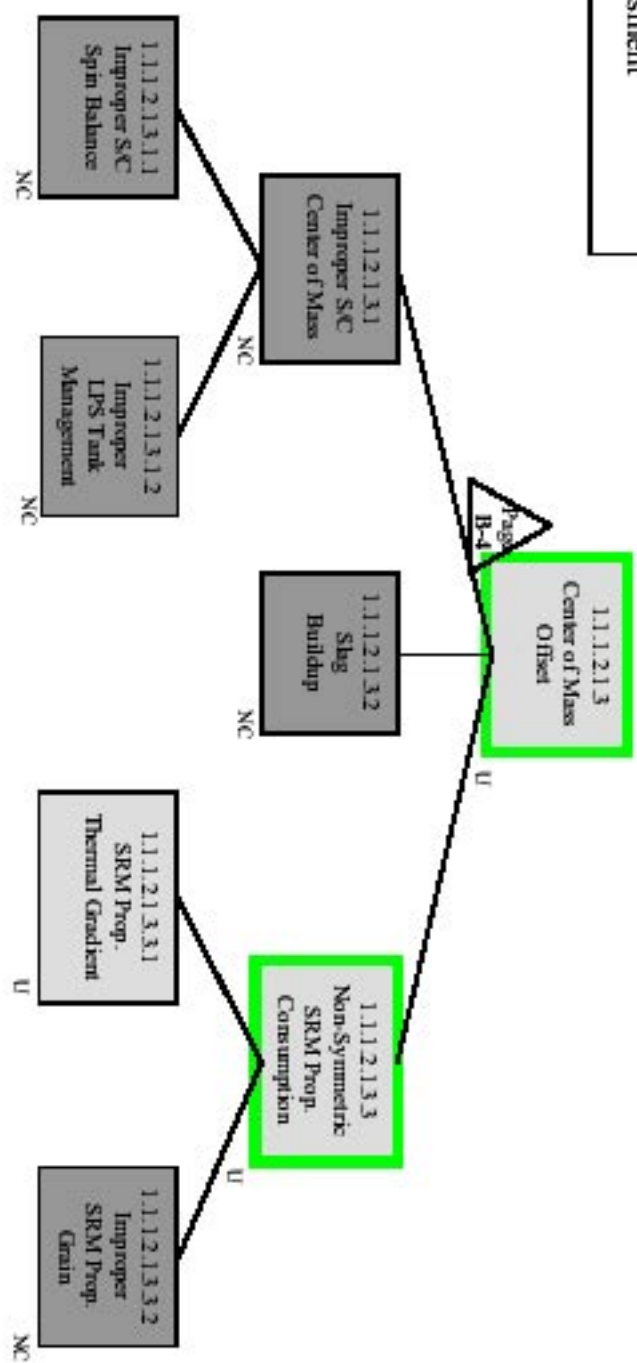 1.1.1.2.1.3
Center of Mass
Offset
U
Page
B-4
1.1.1.2.1.3.1
Improper S/C
Center of Mass
NC
1.1.1.2.1.3.2
Slag
Buildup
NC
1.1.1.2.1.3.3
Non-Symmetric
SRM Prop.
Consumption
U
1.1.1.2.1.3.1.1
Improper S/C
Spin Balance
NC
1.1.1.2.1.3.1.2
Improper
LPS Tank
Management
NC
1.1.1.2.1.3.3.1
SRM Prop.
Thermal Gradient
U
1.1.1.2.1.3.3.2
Improper
SRM Prop.
Grain
NC